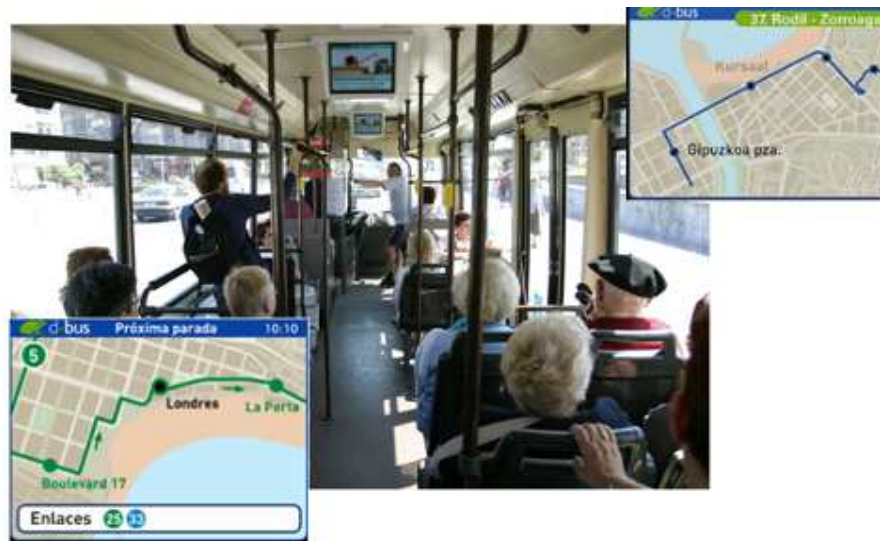 d-bus
37. Rodil - Zorroaga
Kursaal
Gipuzkoa pza.
d-bus Próxima parada 10:10
5
Londres
La Perla
Boulevard 17
Enlaces 25 33